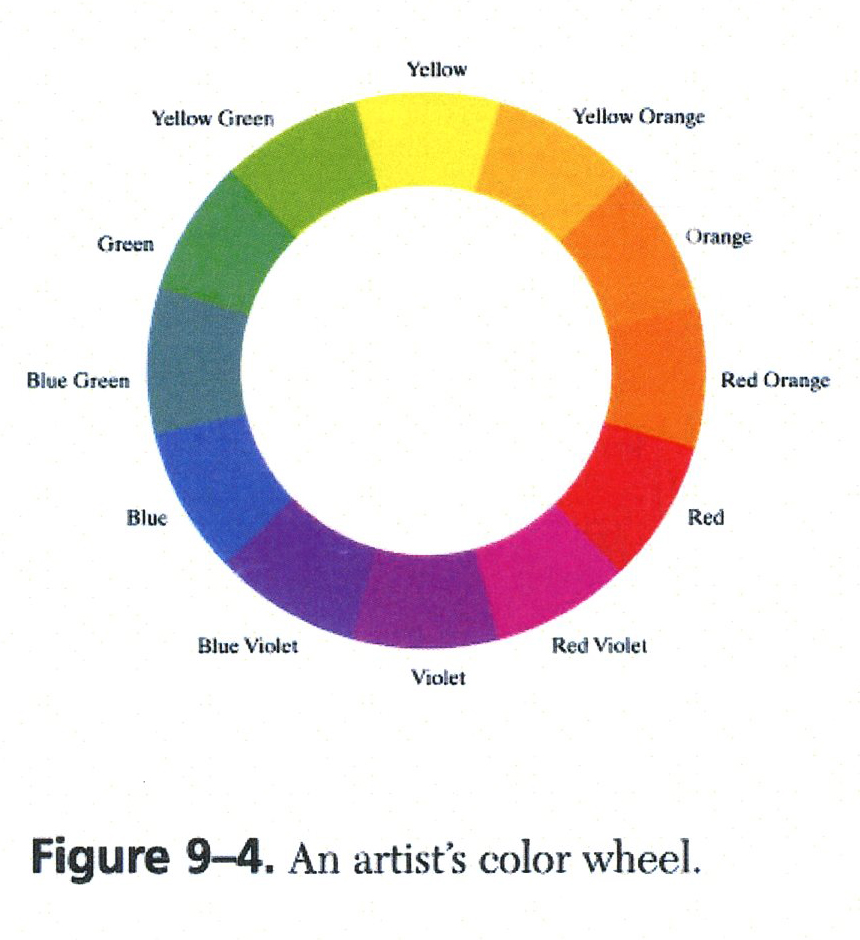 Yellow
Yellow Green
Yellow Orange
Green
Orange
Blue Green
Red Orange
Blue
Red
Blue Violet
Red Violet
Violet
Figure 9–4. An artist's color wheel.